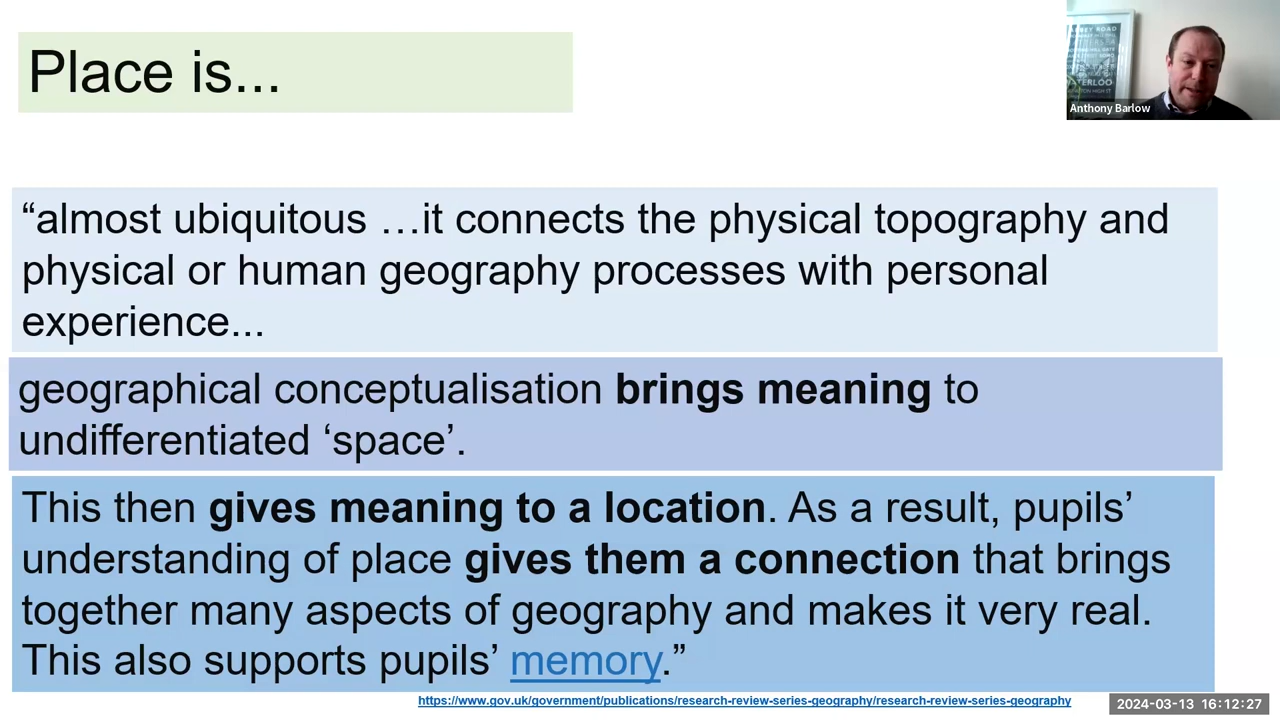 Place is...
ABBEY ROAD
WATERLOO
Anthony Barlow
“almost ubiquitous …it connects the physical topography and
physical or human geography processes with personal
experience...
geographical conceptualisation brings meaning to
undifferentiated ‘space’.
This then gives meaning to a location. As a result, pupils’
understanding of place gives them a connection that brings
together many aspects of geography and makes it very real.
This also supports pupils’ memory.”
https://www.gov.uk/government/publications/research-review-series-geography/research-review-series-geography
2024-03-13 16:12:27